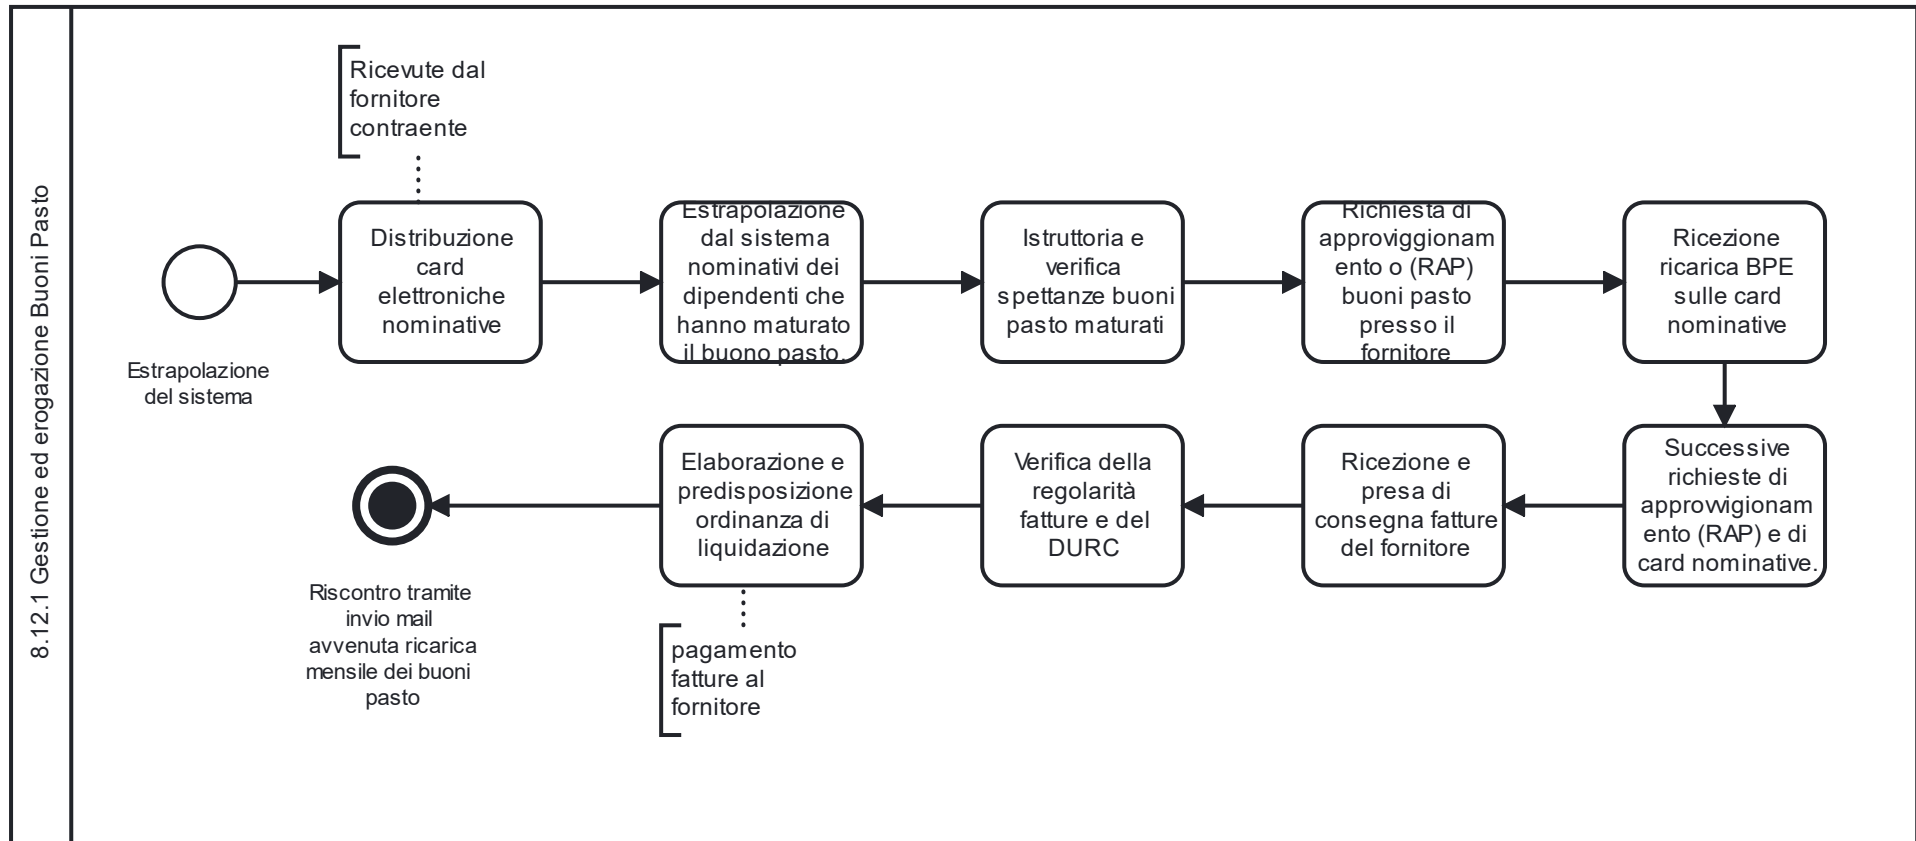 8.12.1 Gestione ed erogazione Buoni Pasto
Ricevute dal
fornitore
contraente
Estrapolazione
del sistema
Distribuzione
card
elettroniche
nominative
Estrapolazione
dal sistema
nominativi dei
dipendenti che
hanno maturato
il buono pasto.
Istruttoria e
verifica
spettanze buoni
pasto maturati
Richiesta di
approviggionam
ento o (RAP)
buoni pasto
presso il
fornitore
Ricezione
ricarica BPE
sulle card
nominative
Successive
richieste di
approvvigionam
ento (RAP) e di
card nominative.
Ricezione e
presa di
consegna fatture
del fornitore
Verifica della
regolarità
fatture e del
DURC
Elaborazione e
predisposizione
ordinanza di
liquidazione
pagamento
fatture al
fornitore
Riscontro tramite
invio mail
avvenuta ricarica
mensile dei buoni
pasto